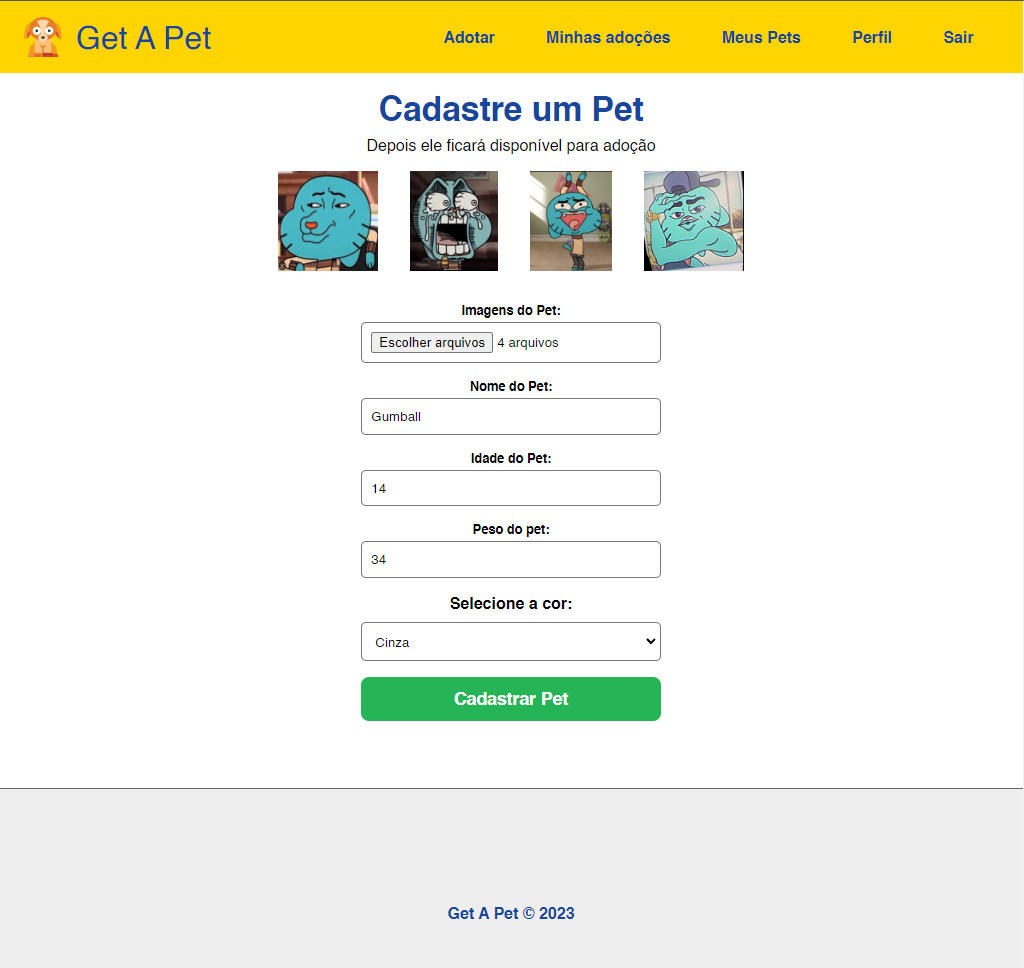 Get A Pet
Adotar Minhas adoções Meus Pets Perfil Sair
Cadastre um Pet
Depois ele ficará disponível para adoção
Imagens do Pet:
Escolher arquivos 4 arquivos
Nome do Pet:
Gumball
Idade do Pet:
14
Peso do pet:
34
Selecione a cor:
Cinza
Cadastrar Pet
Get A Pet © 2023